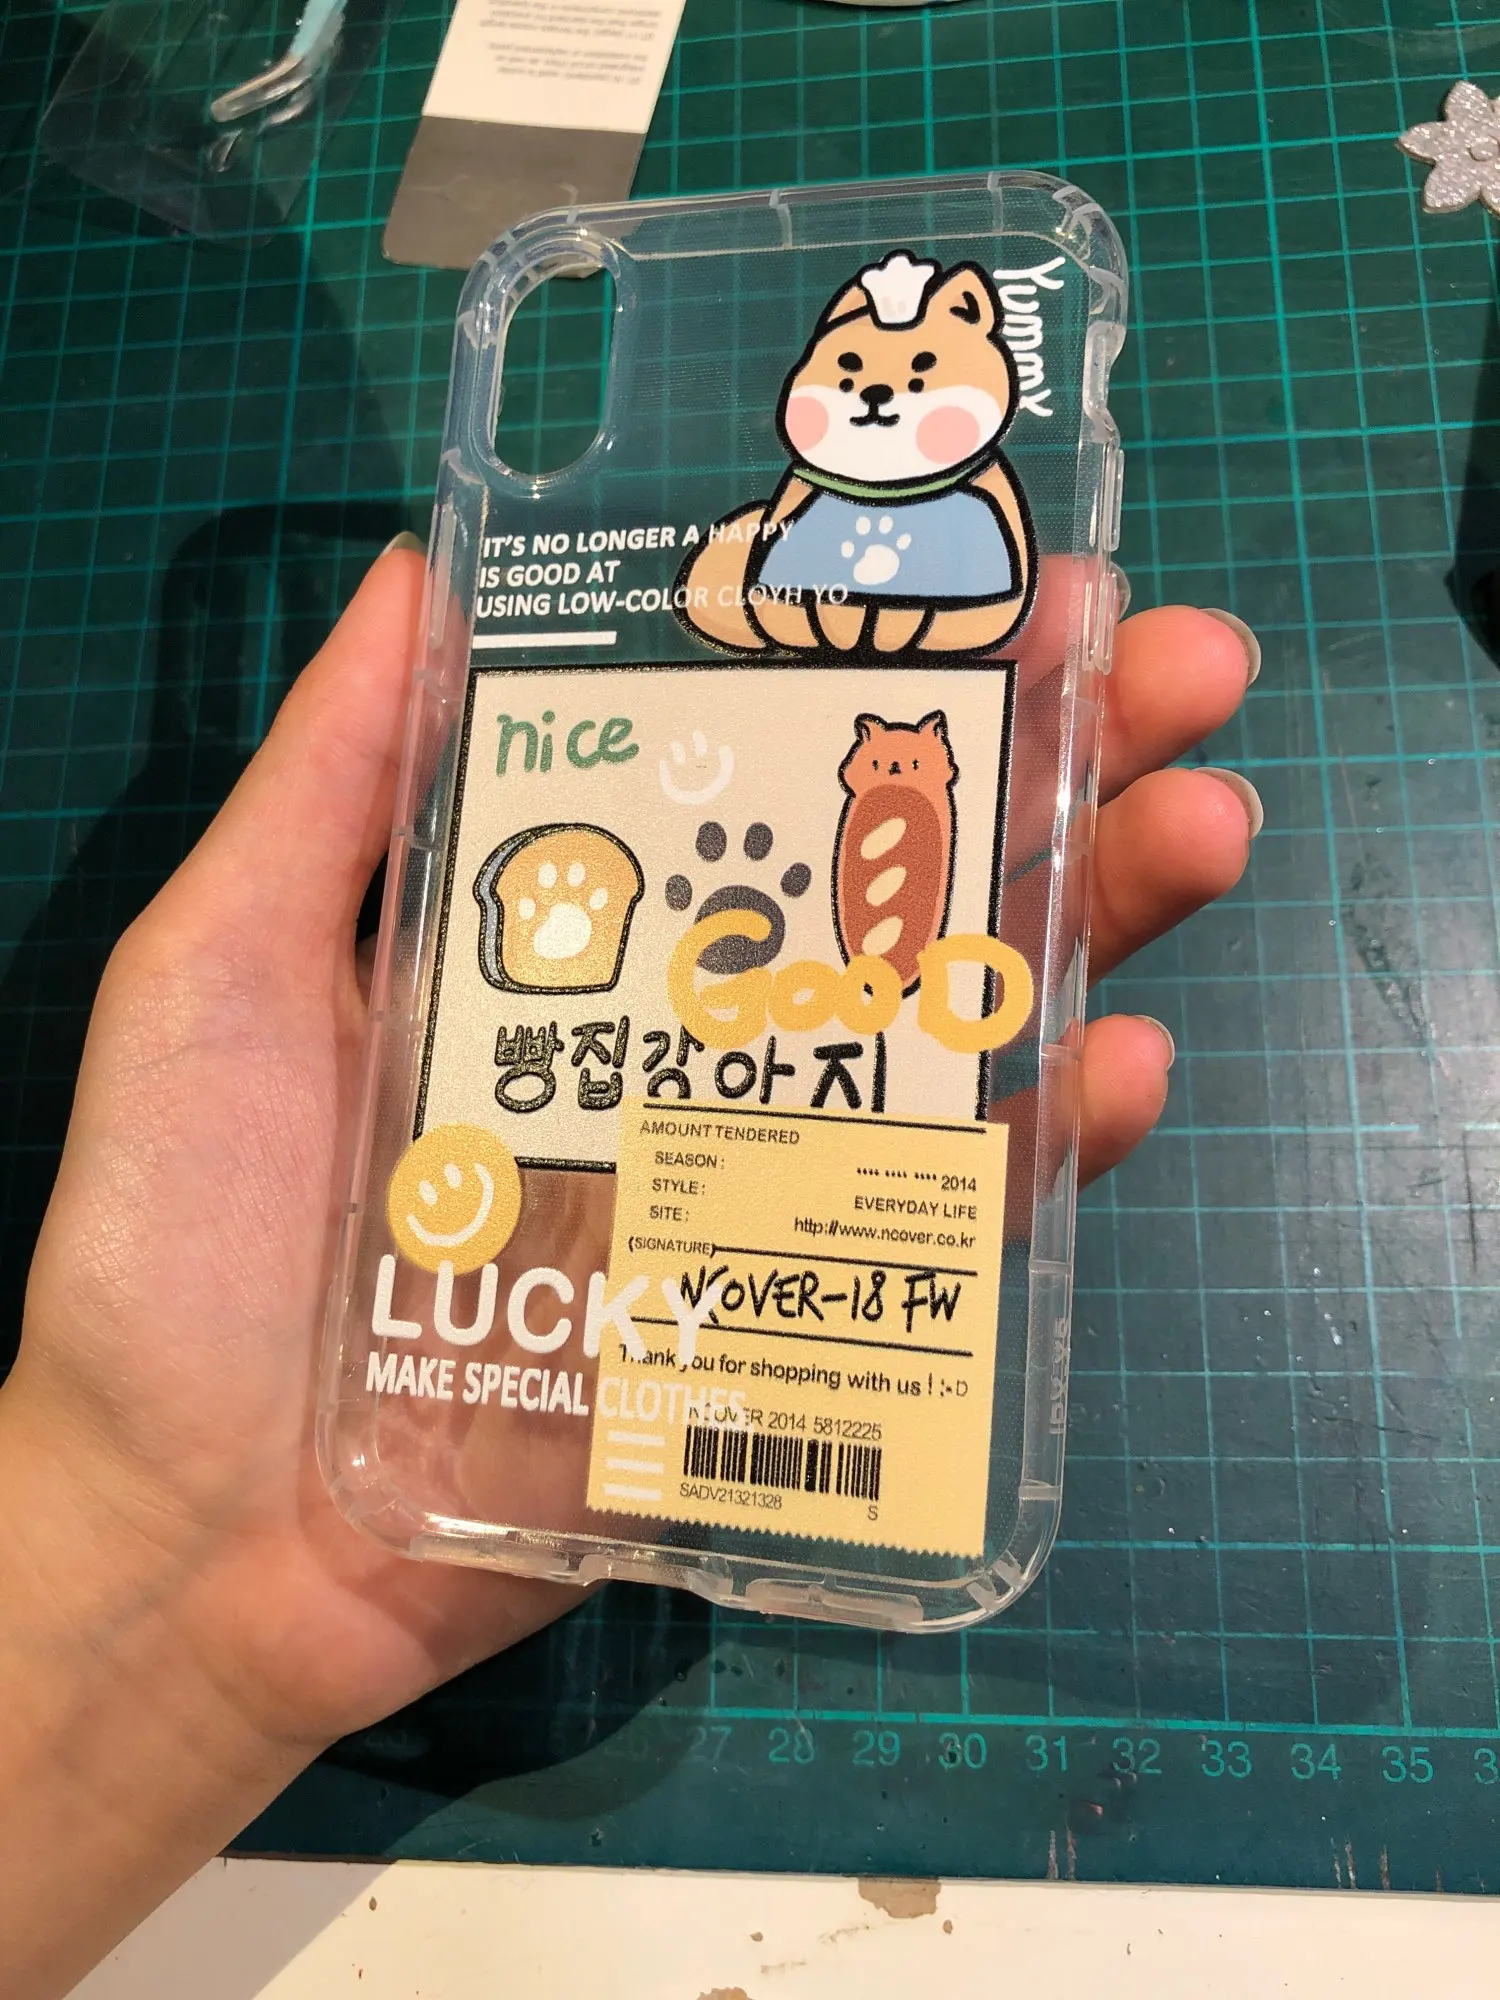 Yummy
IT'S NO LONGER A HAPPY
IS GOOD AT
USING LOW-COLOR CLOYH YO
nice
GOOD
빵집강아지
AMOUNT TENDERED
SEASON: **** **** **** 2014
STYLE: EVERYDAY LIFE
SITE: http://www.ncover.co.kr
(SIGNATURE)
NCOVER-18 FW
Thank you for shopping with us ! :-D
NCOVER 2014 5812225
SADV21321328
S
LUCKY
MAKE SPECIAL CLOTHES
27 28 29 30 31 32 33 34 35